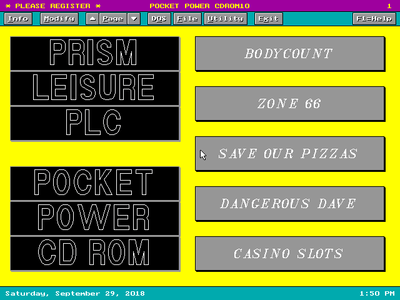 * PLEASE REGISTER * POCKET POWER CDROM10 1
Info Modify ▲ Page ▼ DOS File Utility Exit F1=Help
PRISM
LEISURE
PLC
POCKET
POWER
CD ROM
BODYCOUNT
ZONE 66
SAVE OUR PIZZAS
DANGEROUS DAVE
CASINO SLOTS
Saturday, September 29, 2018 1:50 PM